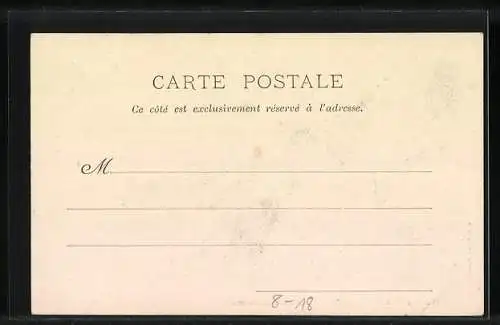 CARTE POSTALE
Ce côté est exclusivement réservé à l'adresse.
M
8-18